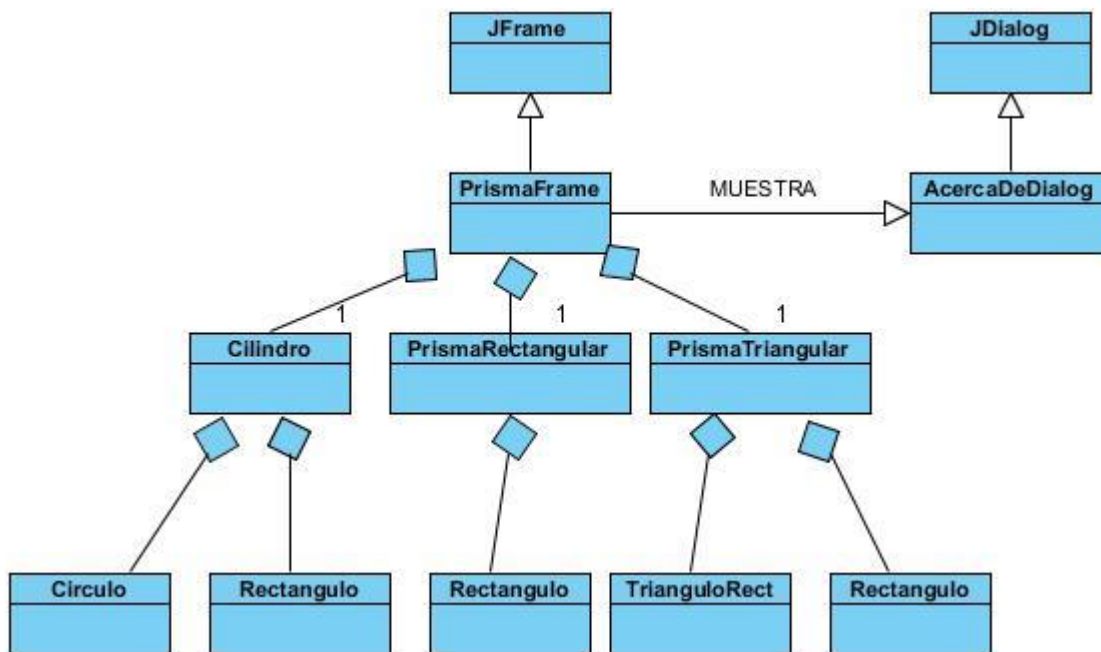 JFrame
JDialog
PrismaFrame
MUESTRA
AcercaDeDialog
1
1
1
Cilindro
PrismaRectangular
PrismaTriangular
Circulo
Rectangulo
Rectangulo
TrianguloRect
Rectangulo